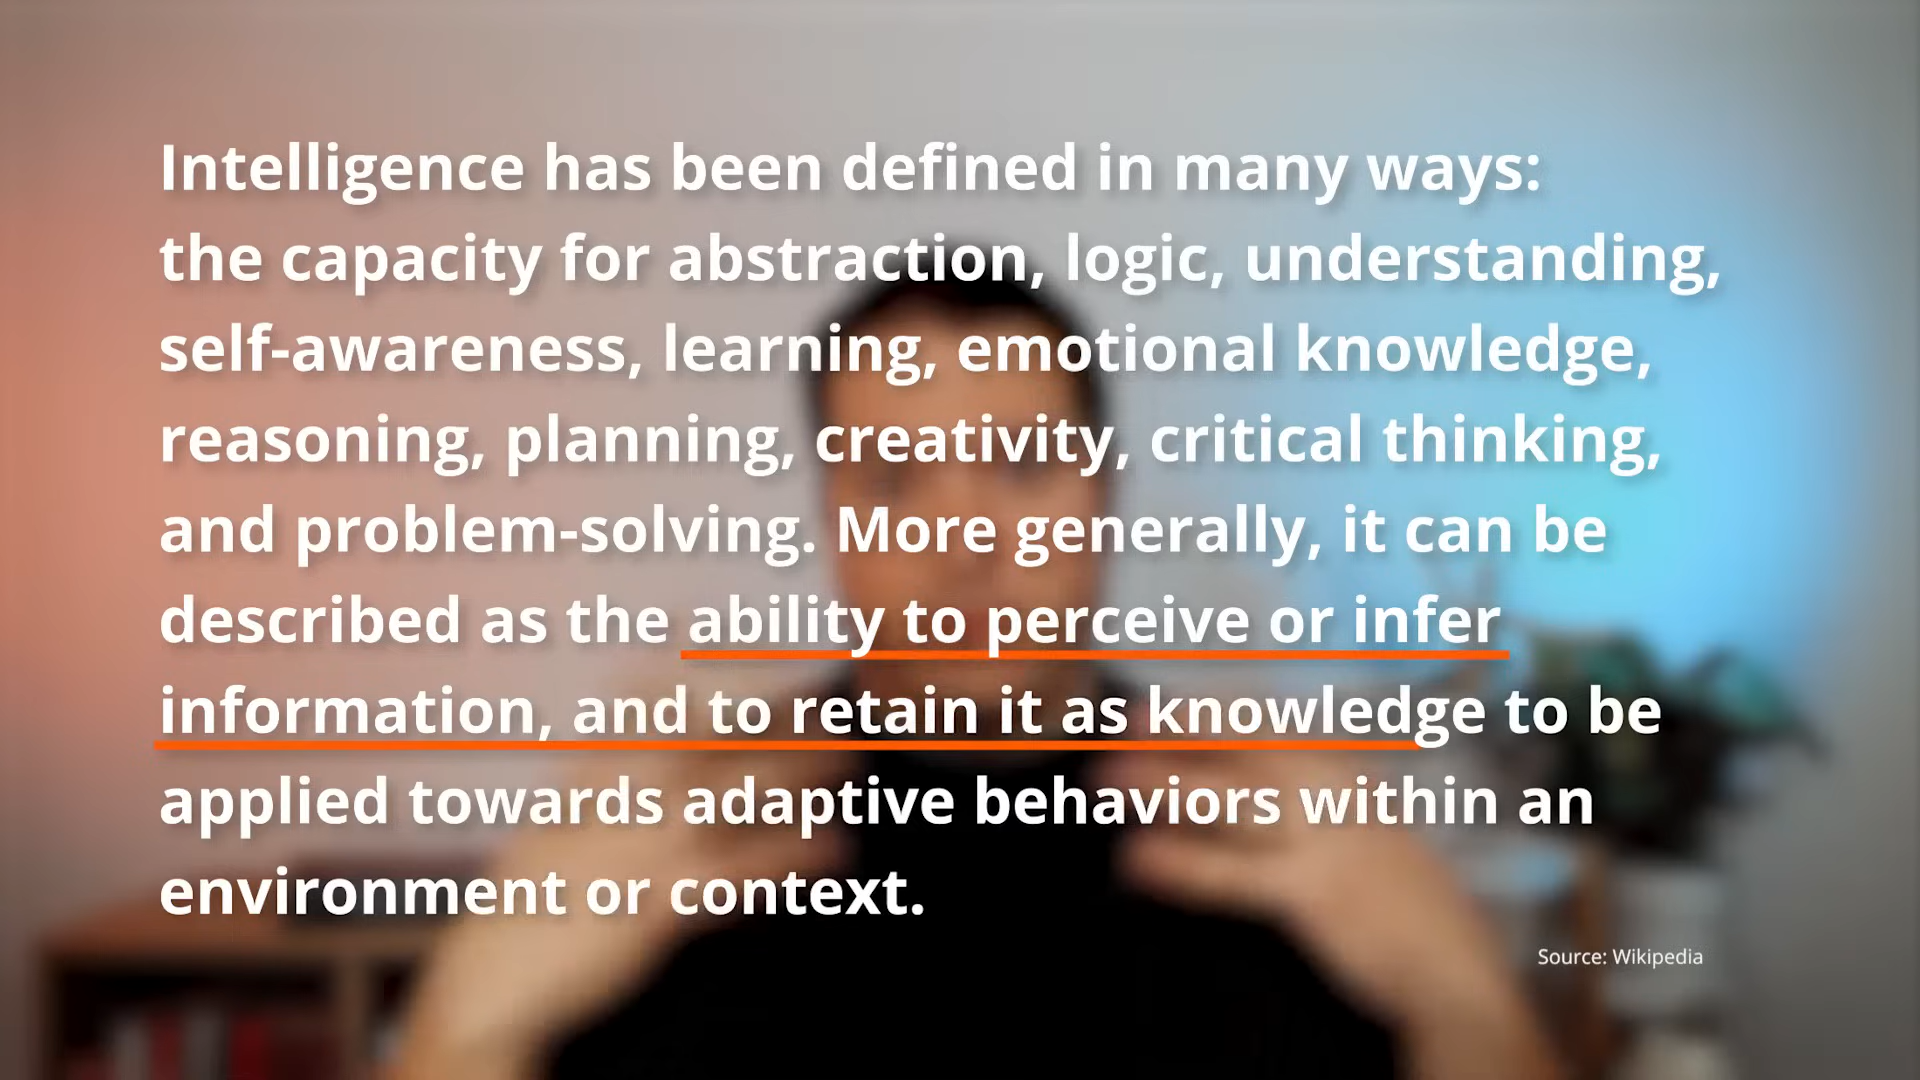 Intelligence has been defined in many ways:
the capacity for abstraction, logic, understanding,
self-awareness, learning, emotional knowledge,
reasoning, planning, creativity, critical thinking,
and problem-solving. More generally, it can be
described as the ability to perceive or infer
information, and to retain it as knowledge to be
applied towards adaptive behaviors within an
environment or context.
Source: Wikipedia